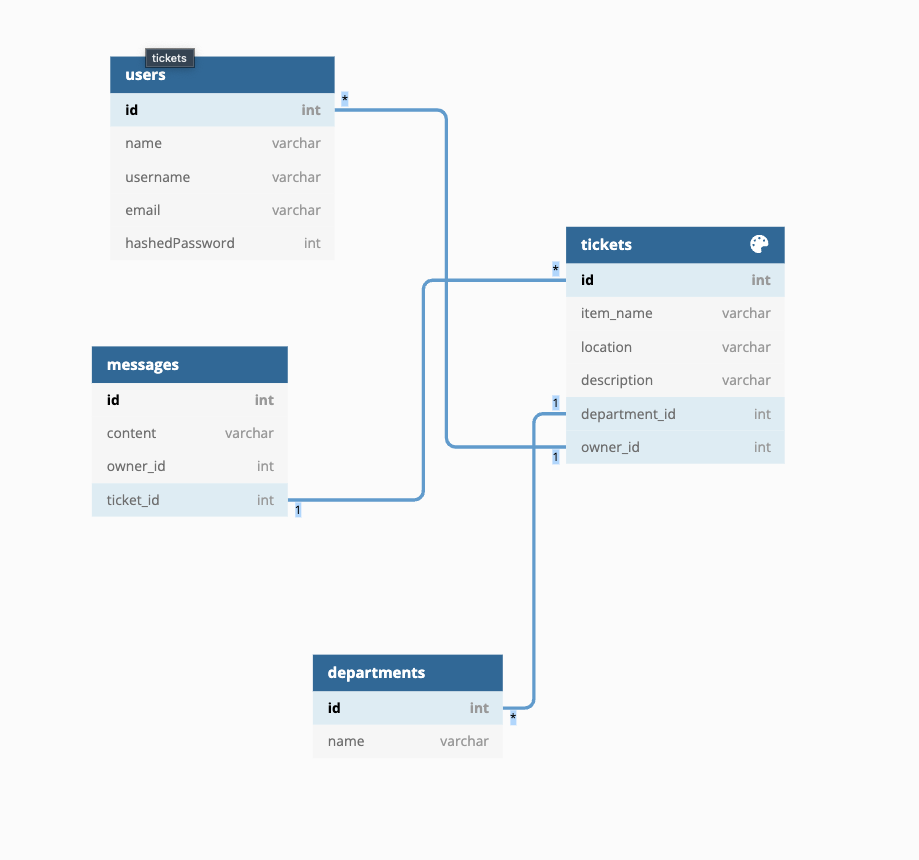 tickets
users
id int
*
name varchar
username varchar
email varchar
hashedPassword int
tickets
*
id int
item_name varchar
location varchar
description varchar
1
department_id int
owner_id int
1
messages
id int
content varchar
owner_id int
ticket_id int
1
departments
id int
*
name varchar